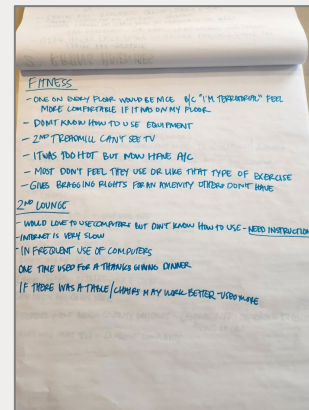 FITNESS
- ONE ON EVERY FLOOR WOULD BE NICE B/C "I'M TERRITORIAL" FEEL
MORE COMFORTABLE IF IT WAS ON MY FLOOR
- DON'T KNOW HOW TO USE EQUIPMENT
- 2ND TREADMILL CAN'T SEE TV
- IT WAS TOO HOT BUT NOW HAVE A/C
- MOST DON'T FEEL THEY USE OR LIKE THAT TYPE OF EXERCISE
- GIVES BRAGGING RIGHTS FOR AN AMENITY OTHERS DON'T HAVE
2ND LOUNGE
- WOULD LOVE TO USE COMPUTERS BUT DON'T KNOW HOW TO USE - NEED INSTRUCTION
- INTERNET IS VERY SLOW
- IN FREQUENT USE OF COMPUTERS
ONE TIME USED FOR A THANKSGIVING DINNER
IF THERE WAS A TABLE/CHAIRS MAY WORK BETTER - USED MORE